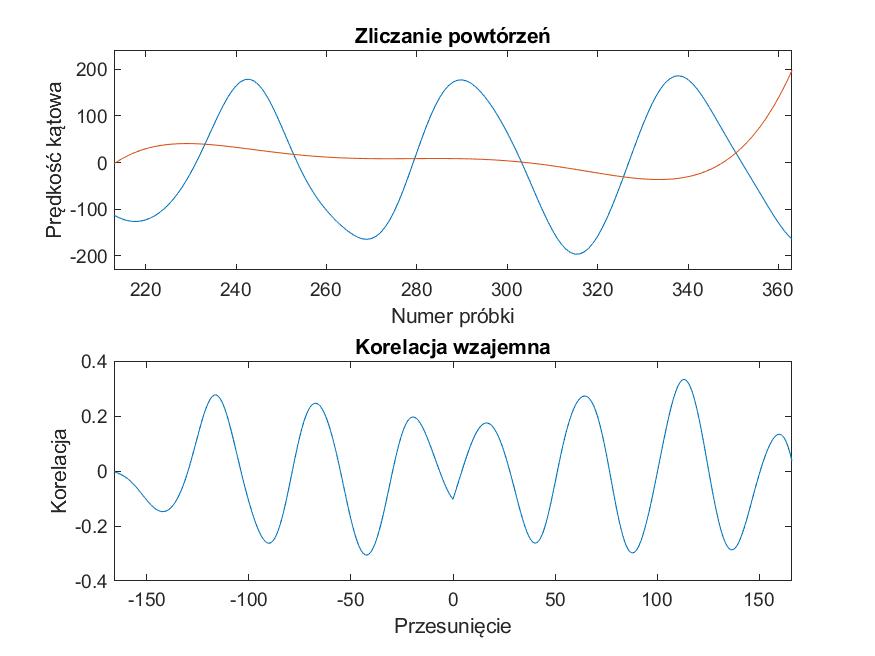 Zliczanie powtórzeń
200
100
0
-100
-200
Prędkość kątowa
220 240 260 280 300 320 340 360
Numer próbki
Korelacja wzajemna
0.4
0.2
0
-0.2
-0.4
Korelacja
-150 -100 -50 0 50 100 150
Przesunięcie